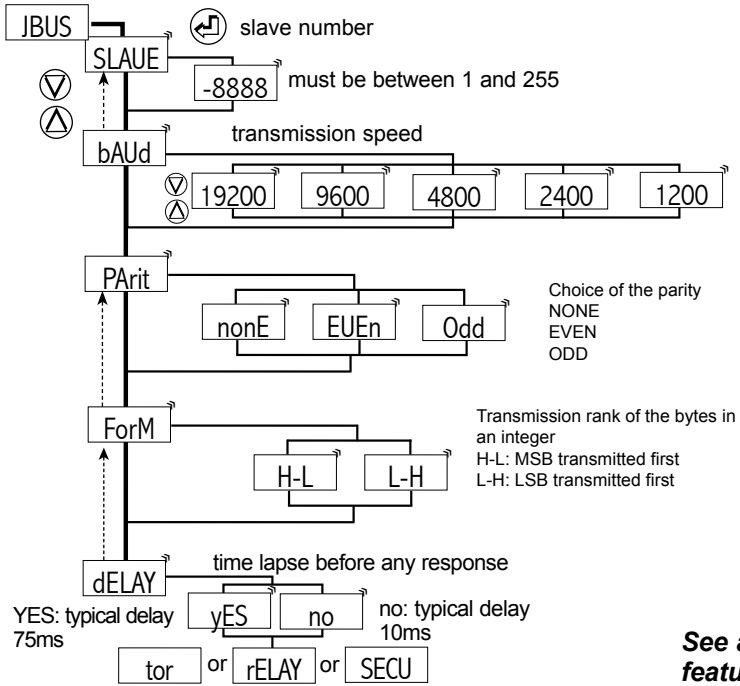 JBUS
slave number
SLAUE
-8888
must be between 1 and 255
transmission speed
bAUd
19200 9600 4800 2400 1200
PArit
nonE EUEn Odd
Choice of the parity
NONE
EVEN
ODD
ForM
H-L L-H
Transmission rank of the bytes in
an integer
H-L: MSB transmitted first
L-H: LSB transmitted first
time lapse before any response
dELAY
YES: typical delay
75ms
yES no
no: typical delay
10ms
tor or rELAY or SECU
See a
featu